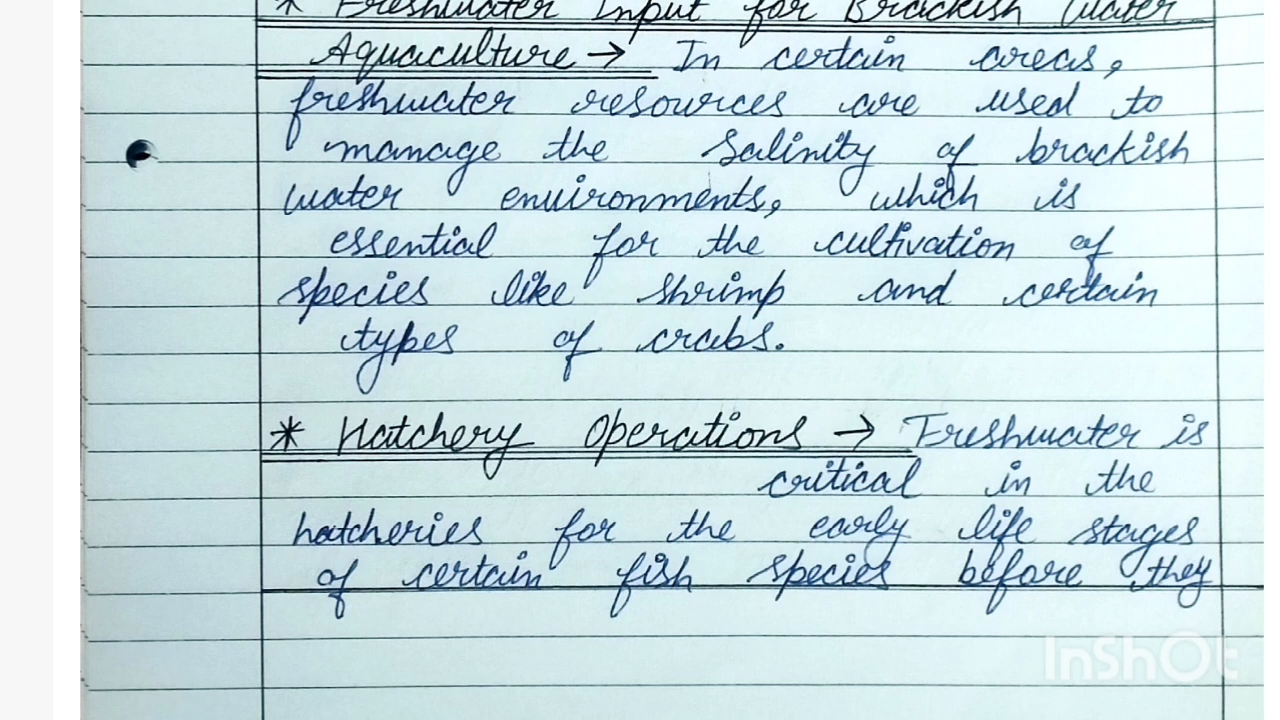 * Freshwater Input for Brackish Water
Aquaculture → In certain areas,
freshwater resources are used to
manage the salinity of brackish
water environments, which is
essential for the cultivation of
species like shrimp and certain
types of crabs.
* Hatchery Operations → Freshwater is
critical in the
hatcheries for the early life stages
of certain fish species before they
InShOt